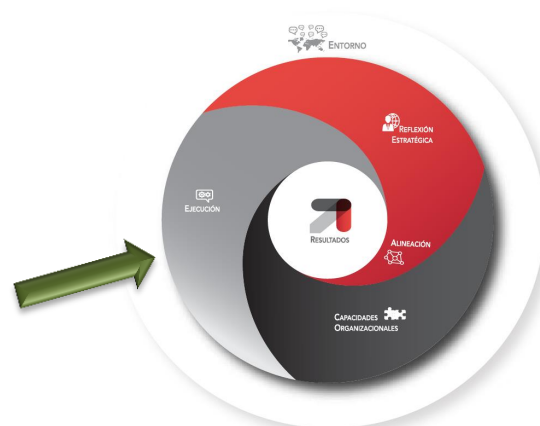 ENTORNO
REFLEXIÓN
ESTRATÉGICA
EJECUCIÓN
RESULTADOS
ALINEACIÓN
CAPACIDADES
ORGANIZACIONALES